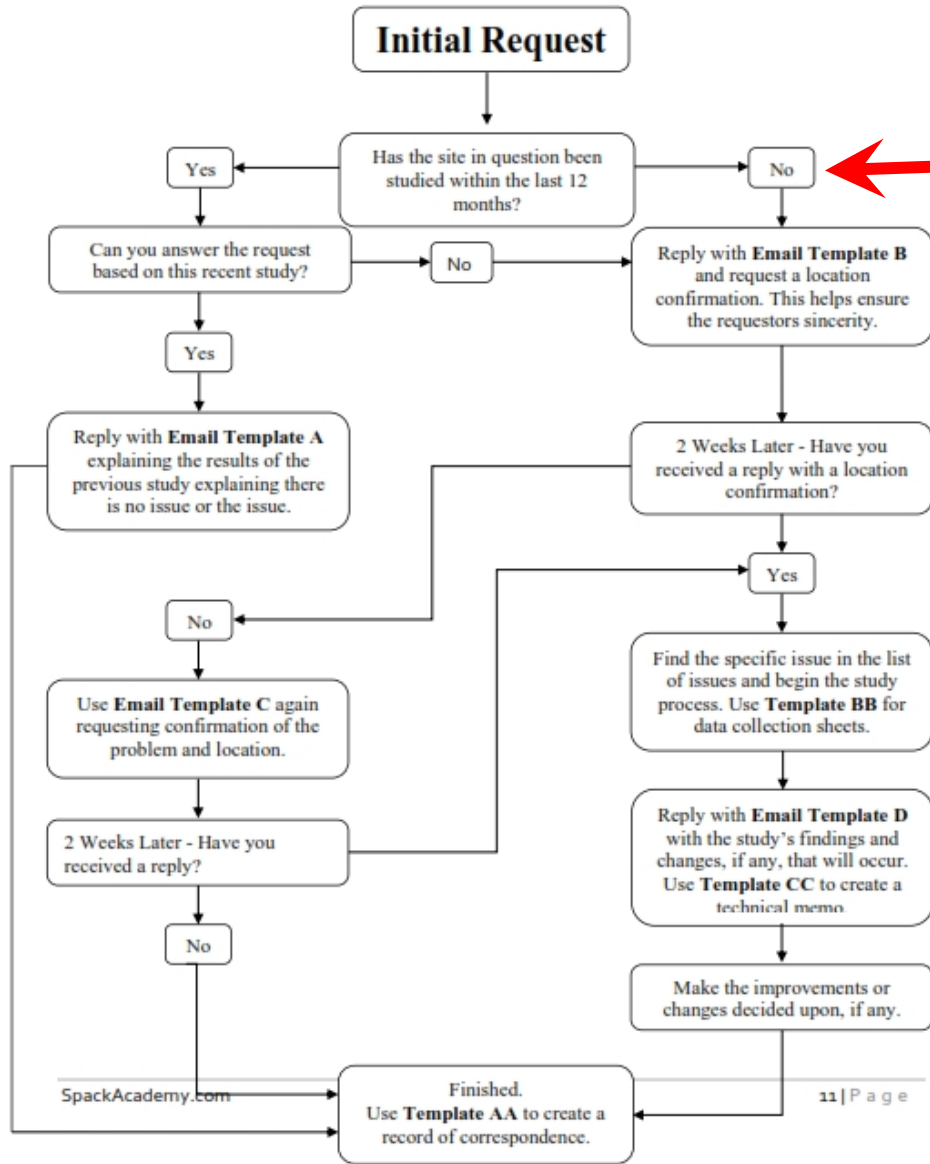 Initial Request
Has the site in question been
studied within the last 12
months?
Yes
No
Can you answer the request
based on this recent study?
No
Reply with Email Template B
and request a location
confirmation. This helps ensure
the requestors sincerity.
Yes
Reply with Email Template A
explaining the results of the
previous study explaining there
is no issue or the issue.
2 Weeks Later - Have you
received a reply with a location
confirmation?
Yes
No
Find the specific issue in the list
of issues and begin the study
process. Use Template BB for
data collection sheets.
Use Email Template C again
requesting confirmation of the
problem and location.
Reply with Email Template D
with the study's findings and
changes, if any, that will occur.
Use Template CC to create a
technical memo.
2 Weeks Later - Have you
received a reply?
No
Make the improvements or
changes decided upon, if any.
SpackAcademy.com
11 | Page
Finished.
Use Template AA to create a
record of correspondence.